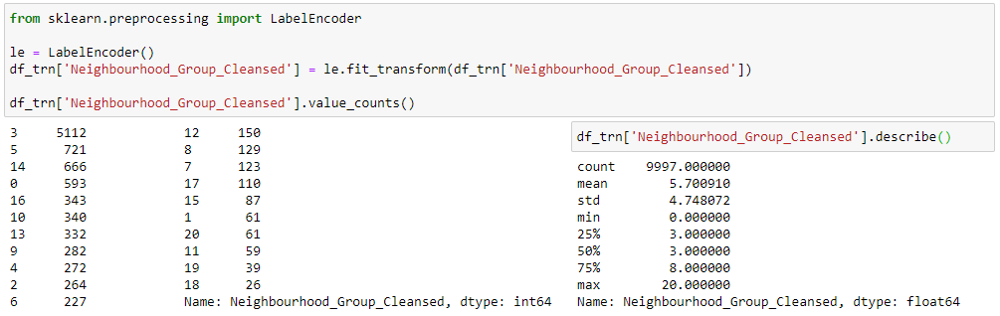 from sklearn.preprocessing import LabelEncoder
le = LabelEncoder()
df_trn['Neighbourhood_Group_Cleansed'] = le.fit_transform(df_trn['Neighbourhood_Group_Cleansed'])
df_trn['Neighbourhood_Group_Cleansed'].value_counts()
3 5112
5 721
14 666
0 593
16 343
10 340
13 332
9 282
4 272
2 264
6 227
12 150
8 129
7 123
17 110
15 87
1 61
20 61
11 59
19 39
18 26
Name: Neighbourhood_Group_Cleansed, dtype: int64
df_trn['Neighbourhood_Group_Cleansed'].describe()
count 9997.000000
mean 5.700910
std 4.748072
min 0.000000
25% 3.000000
50% 3.000000
75% 8.000000
max 20.000000
Name: Neighbourhood_Group_Cleansed, dtype: float64